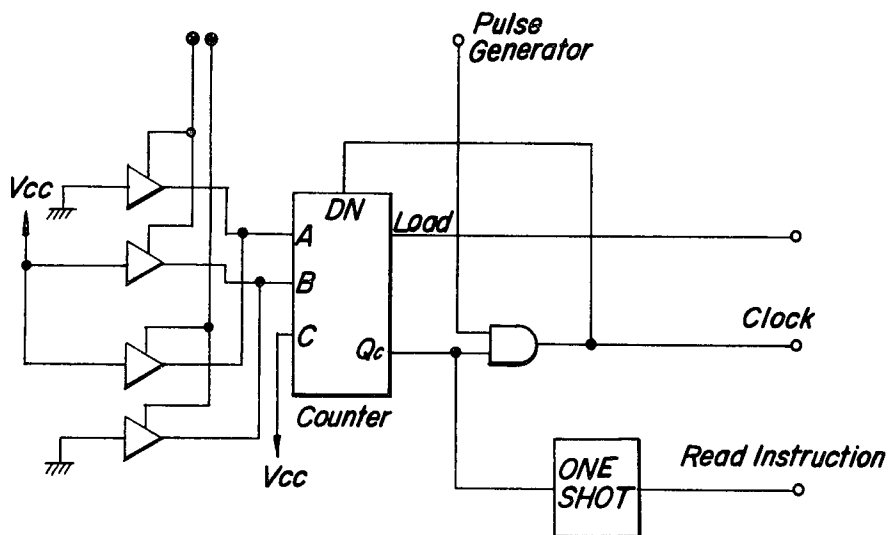 Pulse
Generator
Vcc
DN
Load
A
B
C
Qc
Clock
Counter
Vcc
ONE
SHOT
Read Instruction